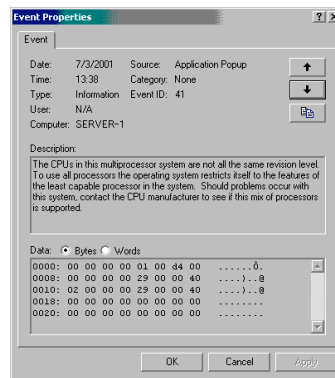 Event Properties ? X
Event
Date: 7/3/2001 Source: Application Popup
Time: 13:38 Category: None
Type: Information Event ID: 41
User: N/A
Computer: SERVER-1
Description:
The CPUs in this multiprocessor system are not all the same revision level.
To use all processors the operating system restricts itself to the features of
the least capable processor in the system. Should problems occur with
this system, contact the CPU manufacturer to see if this mix of processors
is supported.
Data: Bytes Words
0000: 00 00 00 00 01 00 d4 00 ......Ô.
0008: 00 00 00 00 29 00 00 40 ....)..@
0010: 02 00 00 00 29 00 00 40 ....)..@
0018: 00 00 00 00 00 00 00 00 ........
0020: 00 00 00 00 00 00 00 00 ........
OK Cancel Apply